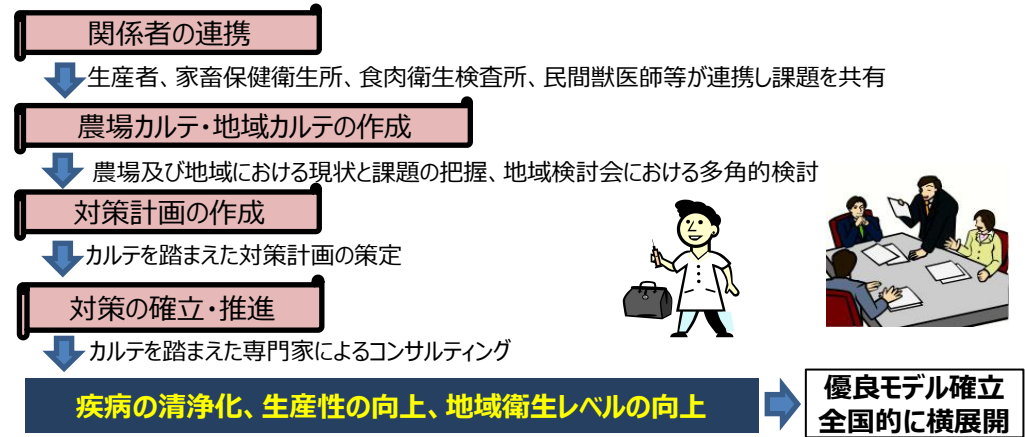 関係者の連携
生産者、家畜保健衛生所、食肉衛生検査所、民間獣医師等が連携し課題を共有
農場カルテ・地域カルテの作成
農場及び地域における現状と課題の把握、地域検討会における多角的検討
対策計画の作成
カルテを踏まえた対策計画の策定
対策の確立・推進
カルテを踏まえた専門家によるコンサルティング
疾病の清浄化、生産性の向上、地域衛生レベルの向上
優良モデル確立
全国的に横展開